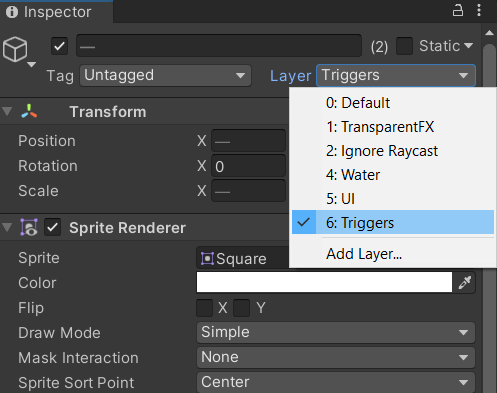 Inspector
— (2) Static
Tag Untagged Layer Triggers
0: Default
1: TransparentFX
2: Ignore Raycast
4: Water
5: UI
6: Triggers
Add Layer...
Transform
Position X —
Rotation X 0
Scale X —
Sprite Renderer
Sprite Square
Color
Flip X Y
Draw Mode Simple
Mask Interaction None
Sprite Sort Point Center